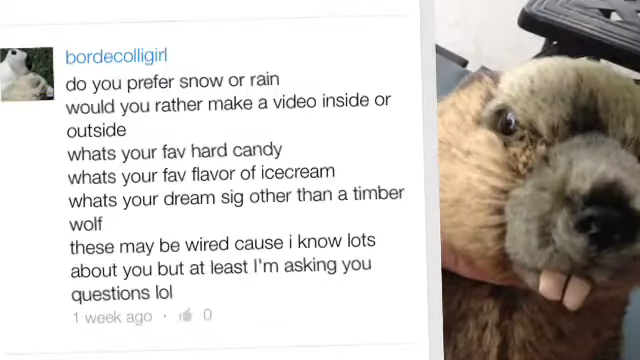 bordecolligirl
do you prefer snow or rain
would you rather make a video inside or
outside
whats your fav hard candy
whats your fav flavor of icecream
whats your dream sig other than a timber
wolf
these may be wired cause i know lots
about you but at least I'm asking you
questions lol
1 week ago · 0